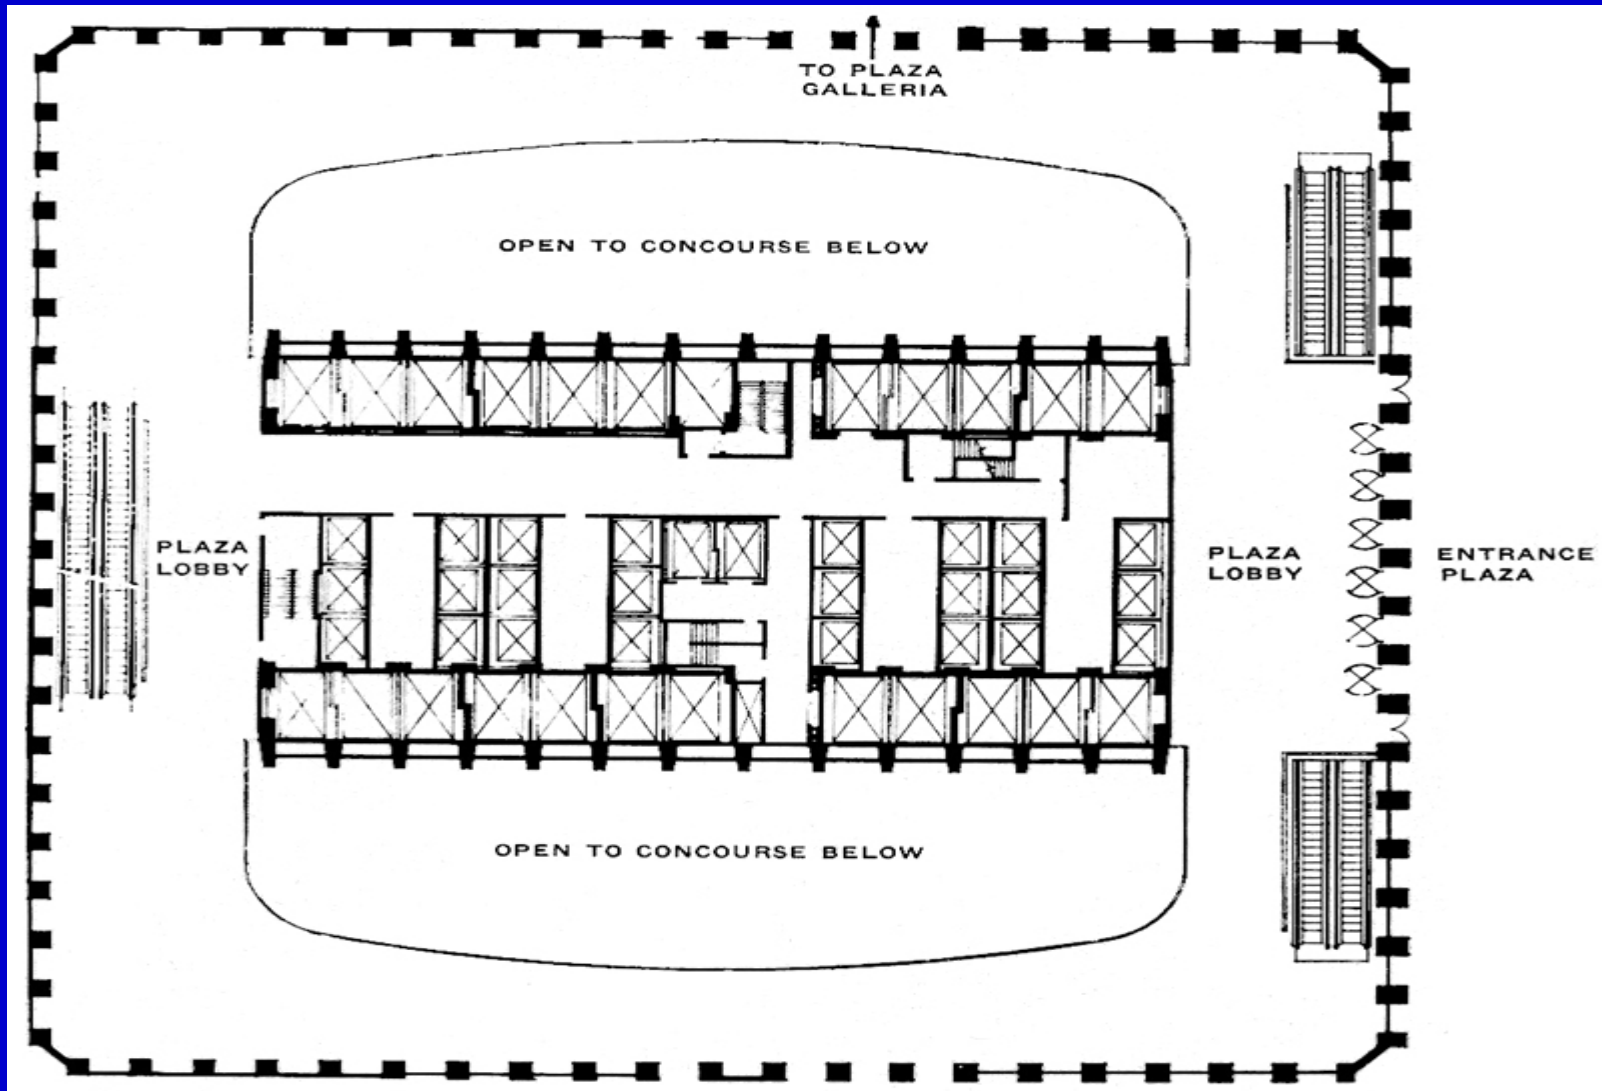 TO PLAZA
GALLERIA
OPEN TO CONCOURSE BELOW
PLAZA
LOBBY
PLAZA
LOBBY
ENTRANCE
PLAZA
OPEN TO CONCOURSE BELOW